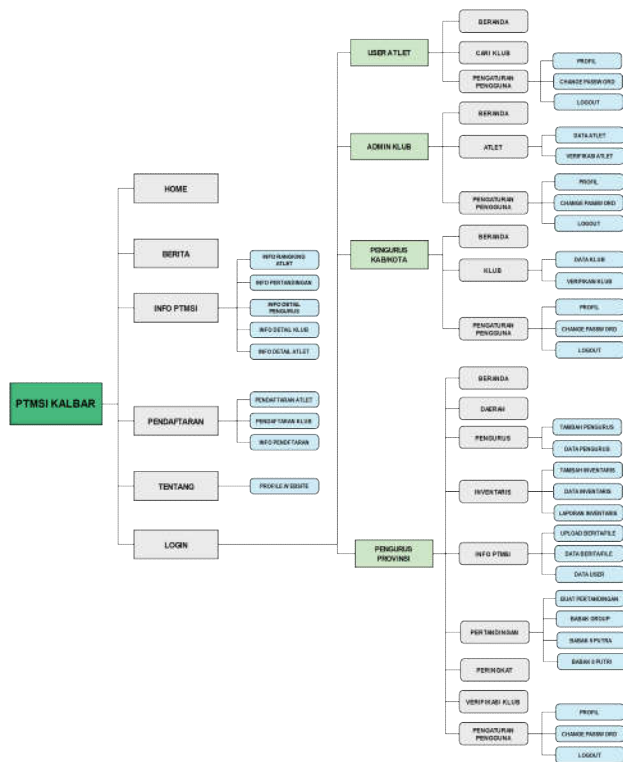 BERANDA
USER ATLET
CARI KLUB
PENGATURAN
PENGGUNA
PROFIL
CHANGE PASSWORD
LOGOUT
BERANDA
ADMIN KLUB
ATLET
DATA ATLET
VERIFIKASI ATLET
PENGATURAN
PENGGUNA
PROFIL
CHANGE PASSWORD
LOGOUT
PENGURUS
KAB/KOTA
BERANDA
KLUB
DATA KLUB
VERIFIKASI KLUB
PENGATURAN
PENGGUNA
PROFIL
CHANGE PASSWORD
LOGOUT
HOME
BERITA
INFO PTMSI
INFO RANGKING
ATLET
INFO PERTANDINGAN
INFO DETAIL
PENGURUS
INFO DETAIL KLUB
INFO DETAIL ATLET
PTMSI KALBAR
PENDAFTARAN
PENDAFTARAN ATLET
PENDAFTARAN KLUB
INFO PENDFTARAN
TENTANG
PROFILE WEBSITE
LOGIN
PENGURUS
PROVINSI
BERANDA
DAERAH
PENGURUS
TAMBAH PENGURUS
DATA PENGURUS
INVENTARIS
TAMBAH INVENTARIS
DATA INVENTARIS
LAPORAN INVENTARIS
INFO PTMSI
UPLOAD BERITA/FILE
DATA BERITA/FILE
DATA USER
PERTANDINGAN
BUAT PERTANDINGAN
BABAK GROUP
BABAK 8 PUTRA
BABAK 8 PUTRI
PERINGKAT
VERIFIKASI KLUB
PENGATURAN
PENGGUNA
PROFIL
CHANGE PASSWORD
LOGOUT